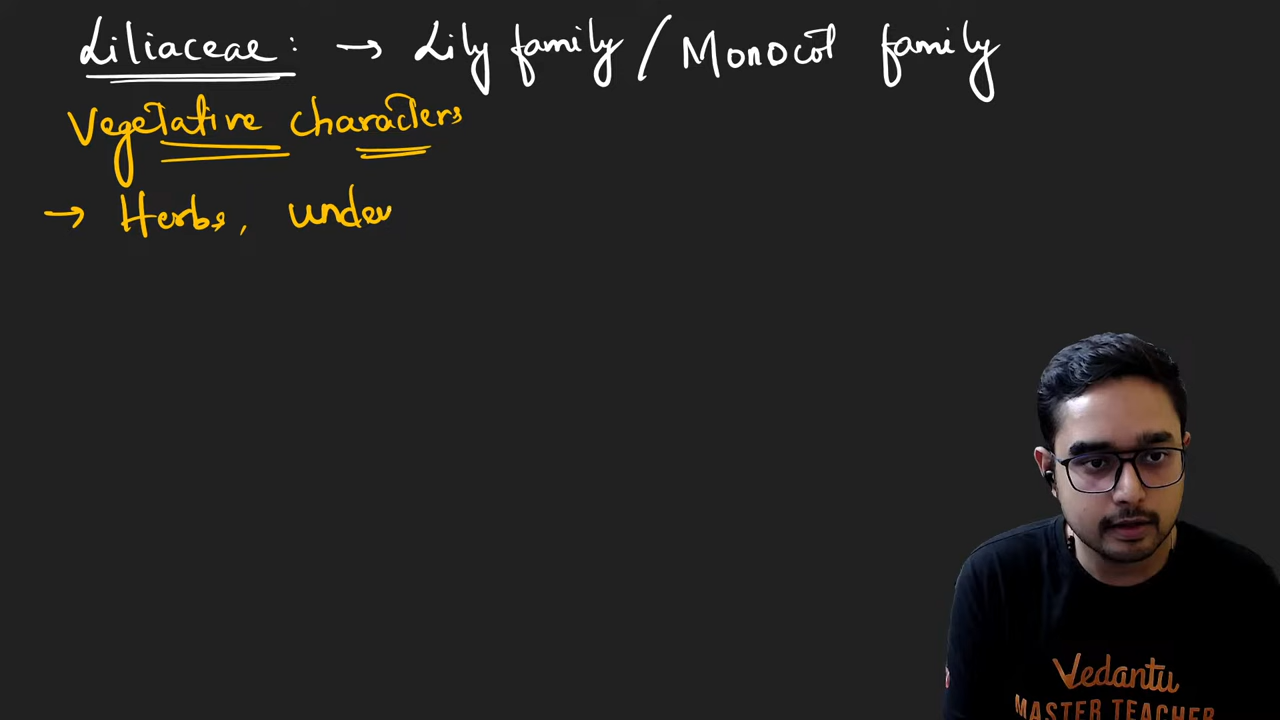 Liliaceae: → Lily family / Monocot family
Vegetative characters
→ Herbs, under
Vedantu
MASTER TEACHER